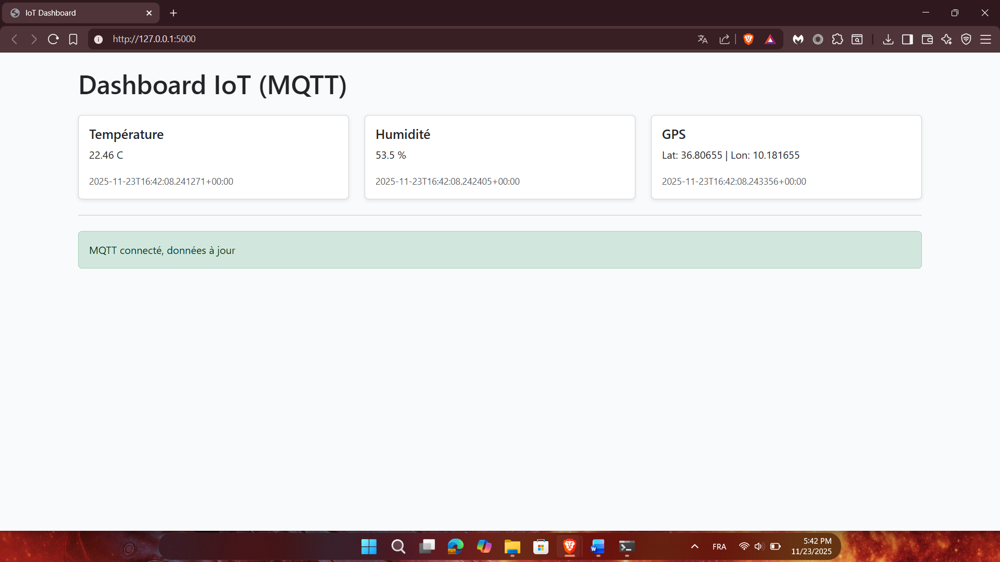 IoT Dashboard
http://127.0.0.1:5000
Dashboard IoT (MQTT)
Température
22.46 C
2025-11-23T16:42:08.241271+00:00
Humidité
53.5 %
2025-11-23T16:42:08.242405+00:00
GPS
Lat: 36.80655 | Lon: 10.181655
2025-11-23T16:42:08.243356+00:00
MQTT connecté, données à jour
FRA
5:42 PM
11/23/2025